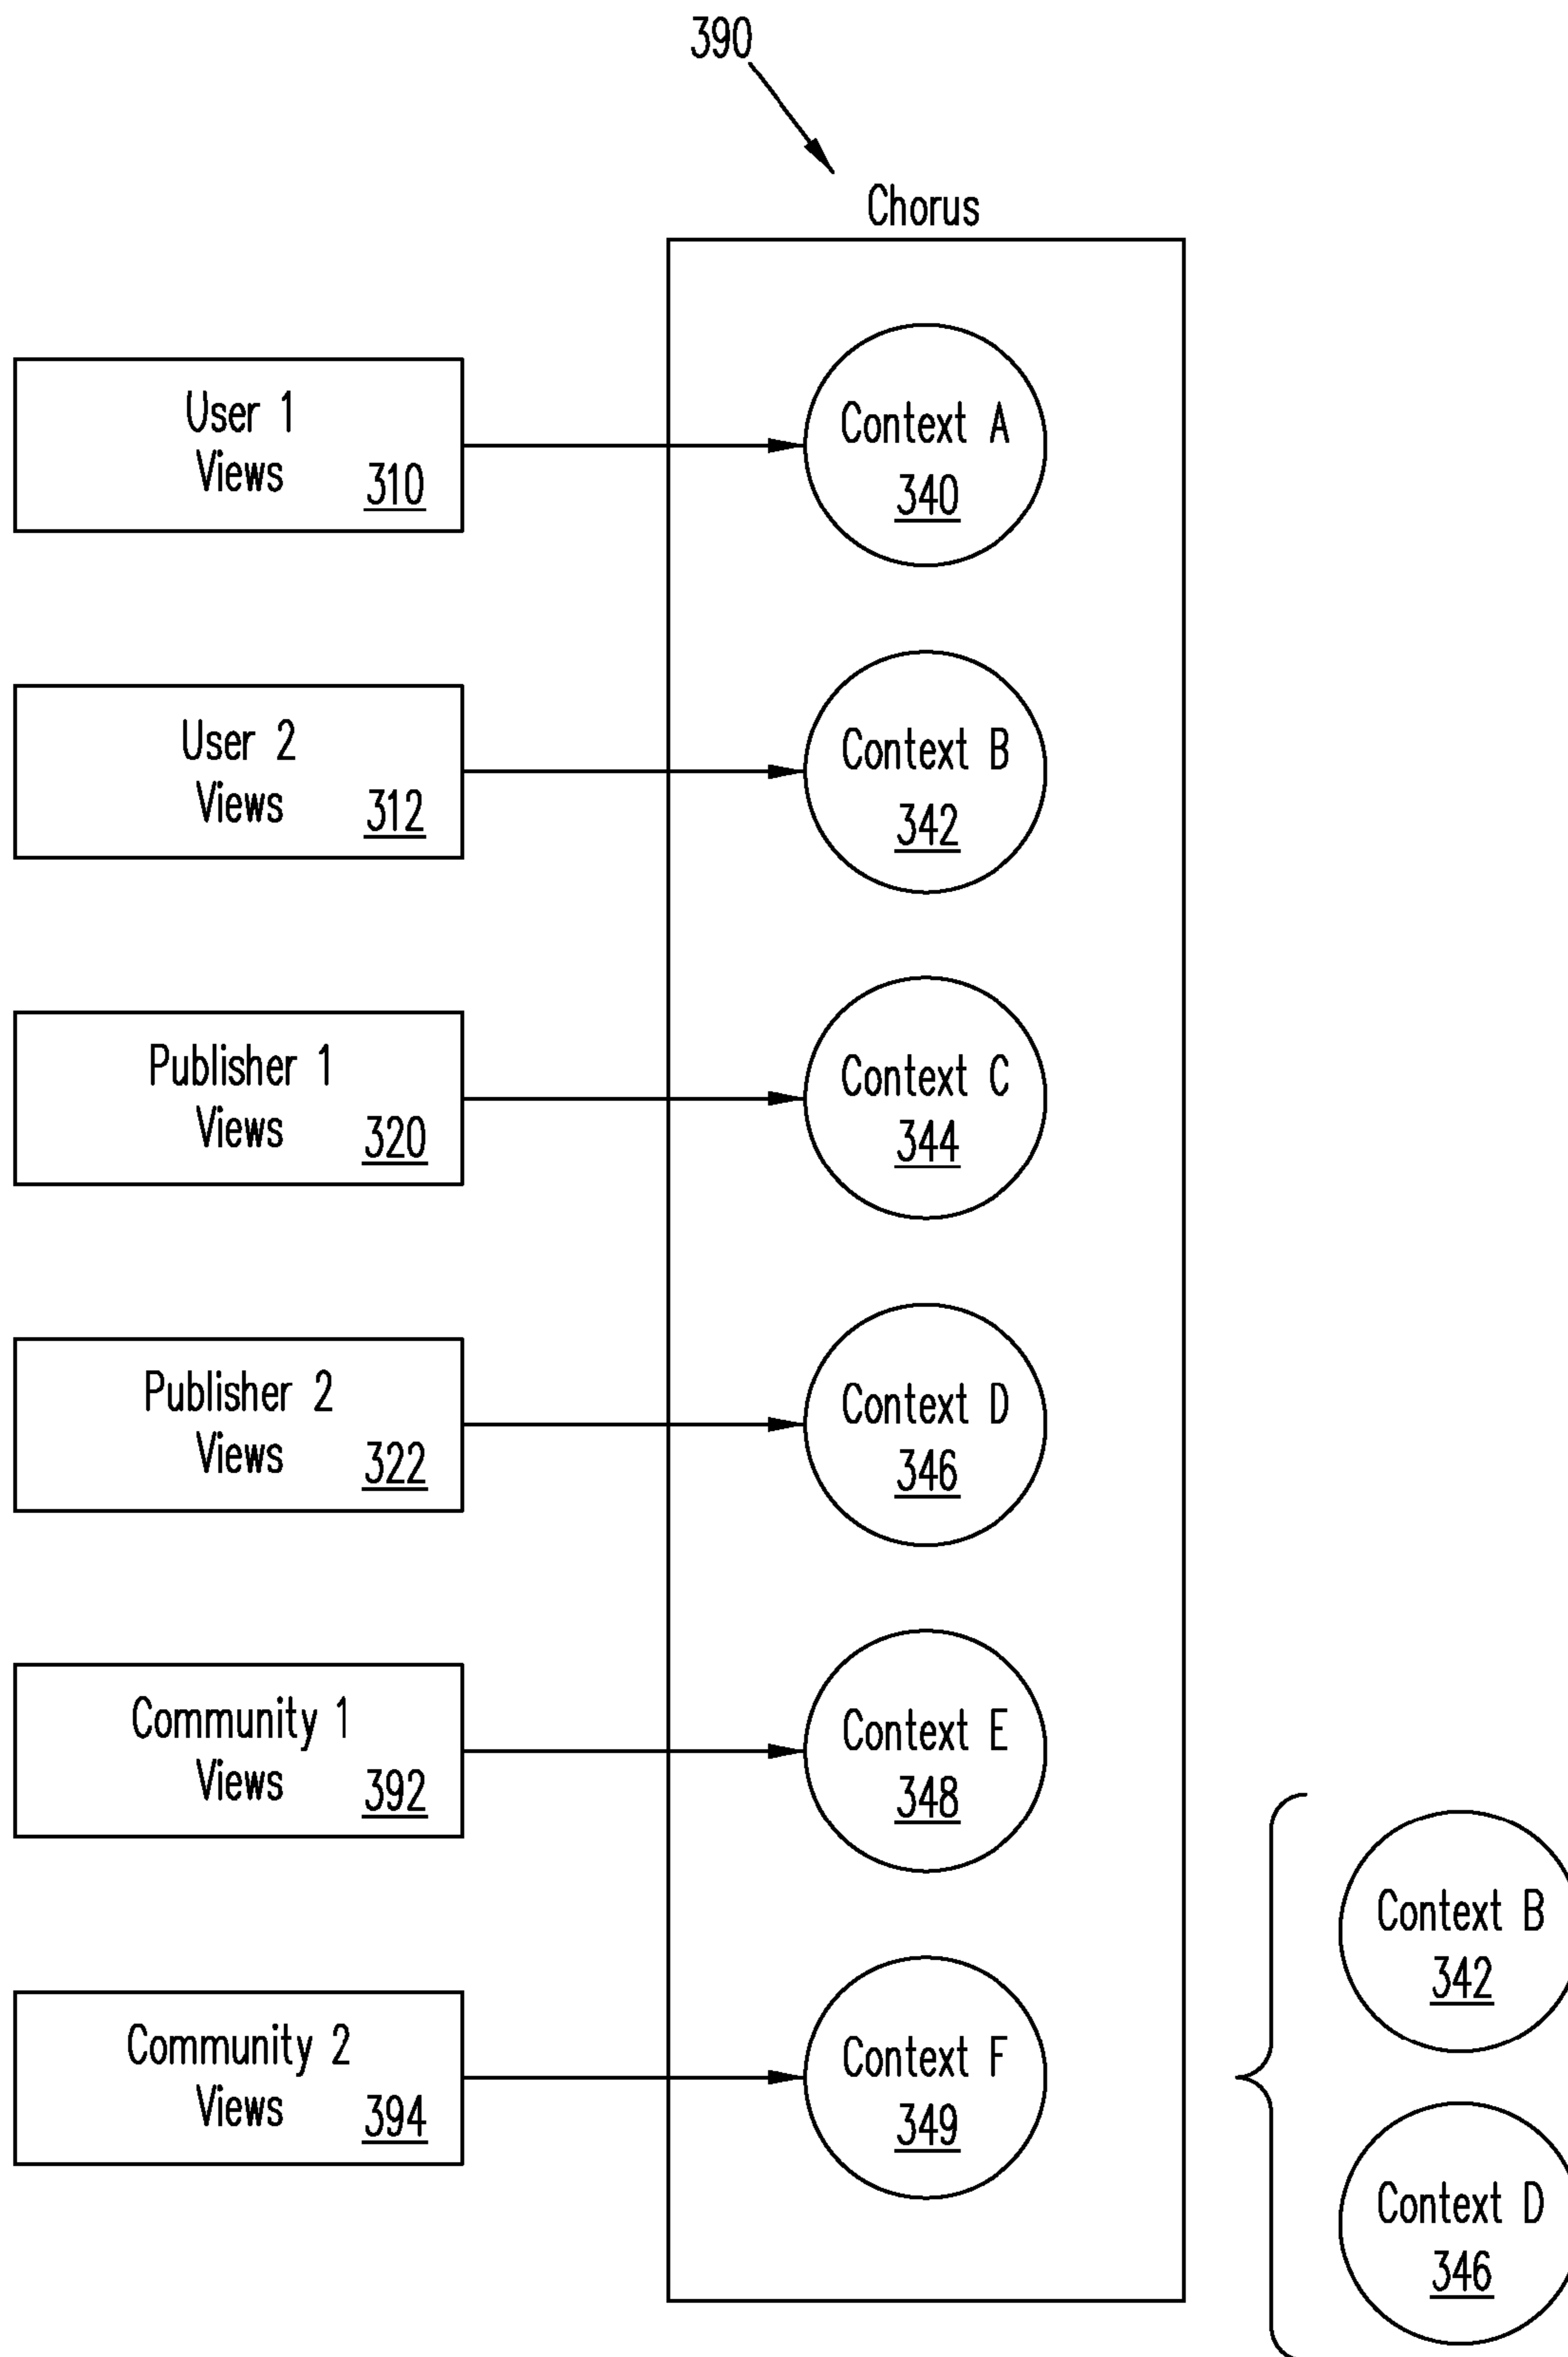 390
Chorus
User 1
Views 310
Context A
340
User 2
Views 312
Context B
342
Publisher 1
Views 320
Context C
344
Publisher 2
Views 322
Context D
346
Community 1
Views 392
Context E
348
Community 2
Views 394
Context F
349
Context B
342
Context D
346